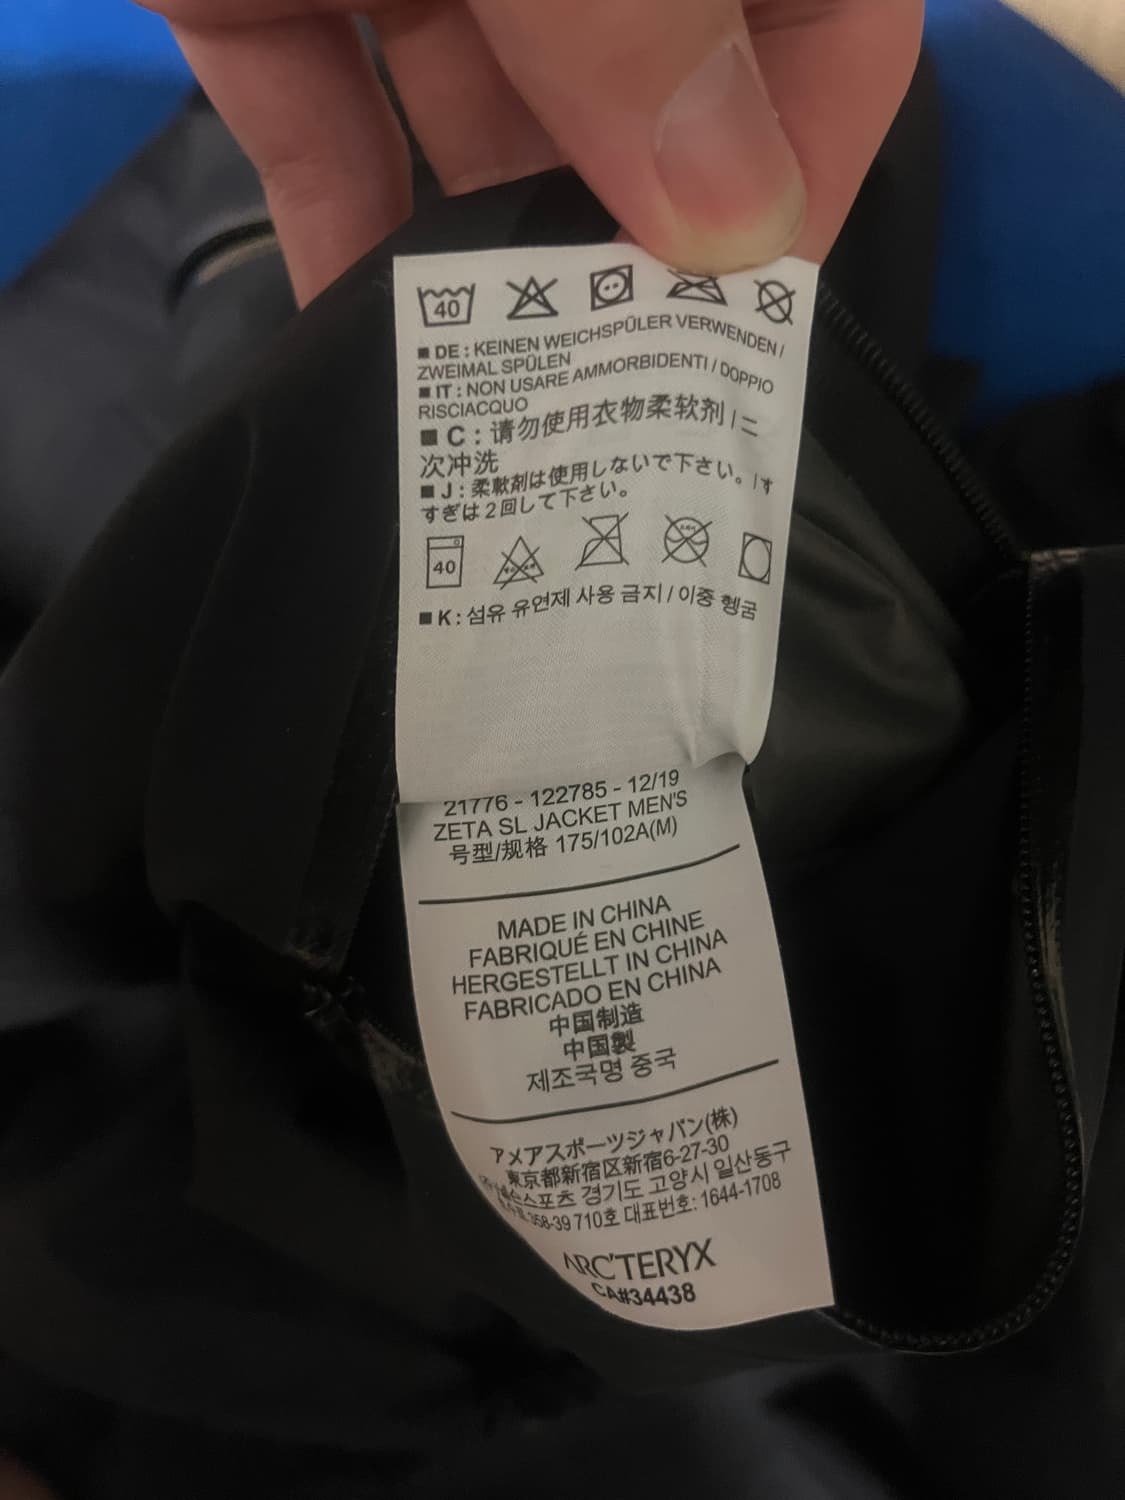 40
■ DE : KEINEN WEICHSPÜLER VERWENDEN /
ZWEIMAL SPÜLEN
■ IT : NON USARE AMMORBIDENTI / DOPPIO
RISCIACQUO
■ C : 请勿使用衣物柔软剂 | 二
次冲洗
■ J : 柔軟剤は使用しないで下さい。| す
すぎは2回して下さい。
40
■ K : 섬유 유연제 사용 금지 / 이중 헹굼
21776 - 122785 - 12/19
ZETA SL JACKET MEN'S
号型/规格 175/102A(M)
MADE IN CHINA
FABRIQUÉ EN CHINE
HERGESTELLT IN CHINA
FABRICADO EN CHINA
中国制造
中国製
제조국명 중국
アメアスポーツジャパン(株)
東京都新宿区新宿6-27-30
경기도 고양시 일산동구
358-39 710호 대표번호: 1644-1708
ARC'TERYX
CA#34438